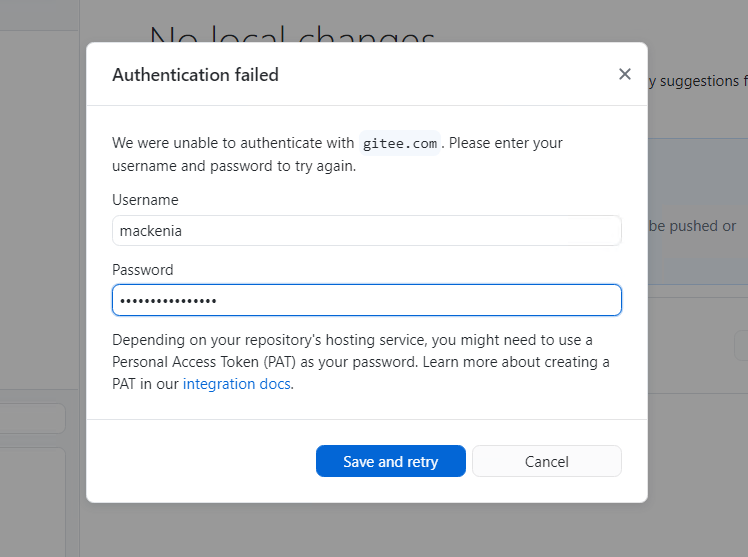 No local changes
Authentication failed
y suggestions f
We were unable to authenticate with gitee.com. Please enter your
username and password to try again.
Username
mackenia
be pushed or
Password
••••••••••••••••
Depending on your repository's hosting service, you might need to use a
Personal Access Token (PAT) as your password. Learn more about creating a
PAT in our integration docs.
Save and retry
Cancel